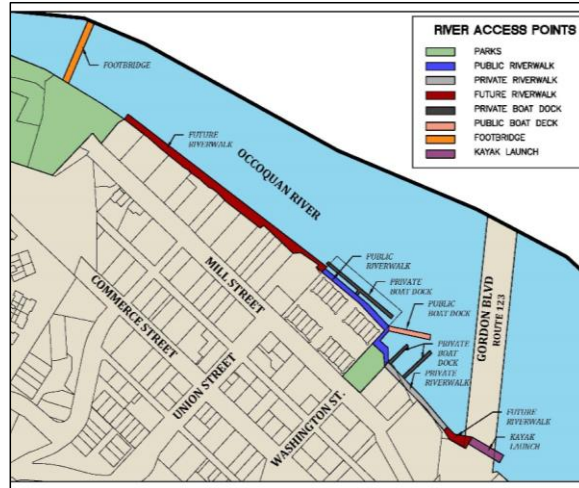 RIVER ACCESS POINTS
PARKS
PUBLIC RIVERWALK
PRIVATE RIVERWALK
FUTURE RIVERWALK
PRIVATE BOAT DOCK
PUBLIC BOAT DECK
FOOTBRIDGE
KAYAK LAUNCH
FOOTBRIDGE
FUTURE
RIVERWALK
OCCOQUAN RIVER
PUBLIC
RIVERWALK
PRIVATE
BOAT DOCK
PUBLIC
BOAT DOCK
MILL STREET
COMMERCE STREET
UNION STREET
WASHINGTON ST.
GORDON BLVD
ROUTE 123
PRIVATE
BOAT
DOCK
PRIVATE
RIVERWALK
FUTURE
RIVERWALK
KAYAK
LAUNCH